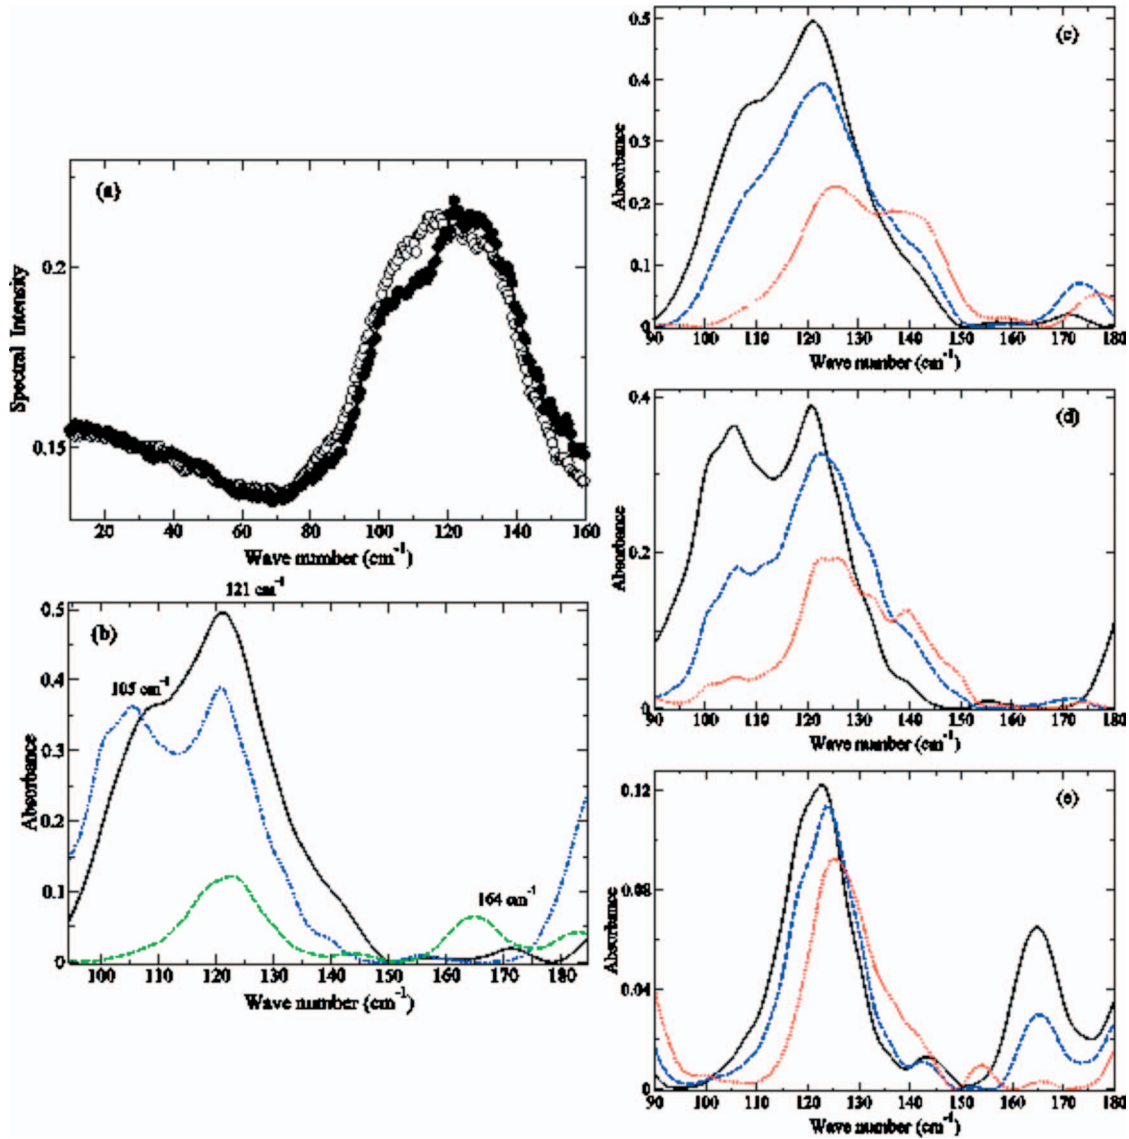 (a)
Spectral Intensity
0.2
0.15
20 40 60 80 100 120 140 160
Wave number (cm⁻¹)
(b)
121 cm⁻¹
105 cm⁻¹
164 cm⁻¹
Absorbance
0.5
0.4
0.3
0.2
0.1
0
100 110 120 130 140 150 160 170 180
Wave number (cm⁻¹)
(c)
Absorbance
0.5
0.4
0.3
0.2
0.1
0
90 100 110 120 130 140 150 160 170 180
Wave number (cm⁻¹)
(d)
Absorbance
0.4
0.2
0
90 100 110 120 130 140 150 160 170 180
Wave number (cm⁻¹)
(e)
Absorbance
0.12
0.08
0.04
0
90 100 110 120 130 140 150 160 170 180
Wave number (cm⁻¹)